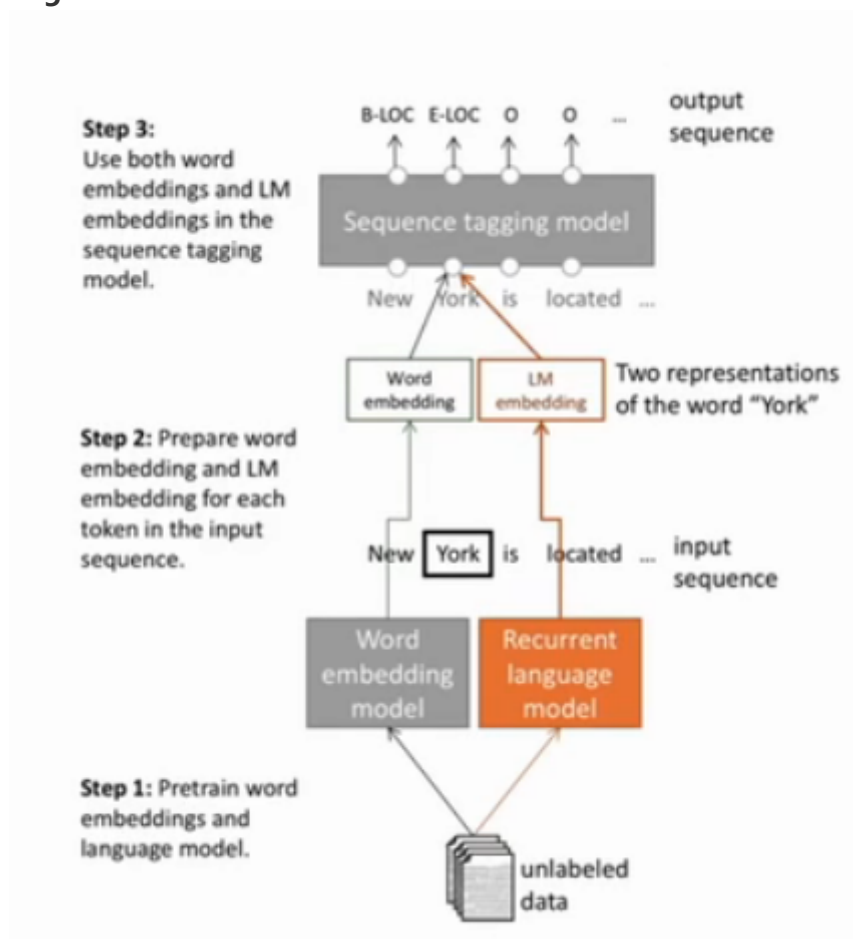 B-LOC E-LOC O O ...
output
sequence
Step 3:
Use both word
embeddings and LM
embeddings in the
sequence tagging
model.
Sequence tagging model
New York is located ...
Word
embedding
LM
embedding
Two representations
of the word “York”
Step 2: Prepare word
embedding and LM
embedding for each
token in the input
sequence.
New York is located ...
input
sequence
Word
embedding
model
Recurrent
language
model
Step 1: Pretrain word
embeddings and
language model.
unlabeled
data